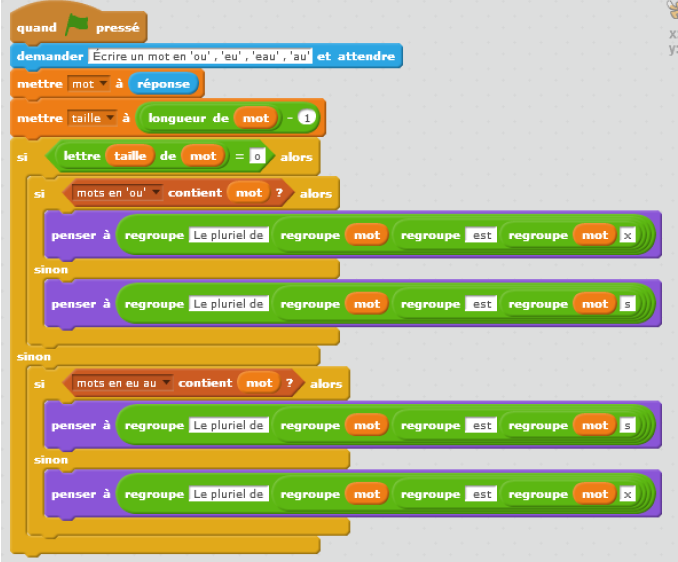 quand pressé
demander Écrire un mot en 'ou' , 'eu' , 'eau' , 'au' et attendre
mettre mot à réponse
mettre taille à longueur de mot - 1
si lettre taille de mot = o alors
si mots en 'ou' contient mot ? alors
penser à regroupe Le pluriel de regroupe mot regroupe est regroupe mot x
sinon
penser à regroupe Le pluriel de regroupe mot regroupe est regroupe mot s
sinon
si mots en eu au contient mot ? alors
penser à regroupe Le pluriel de regroupe mot regroupe est regroupe mot s
sinon
penser à regroupe Le pluriel de regroupe mot regroupe est regroupe mot x
x
y: